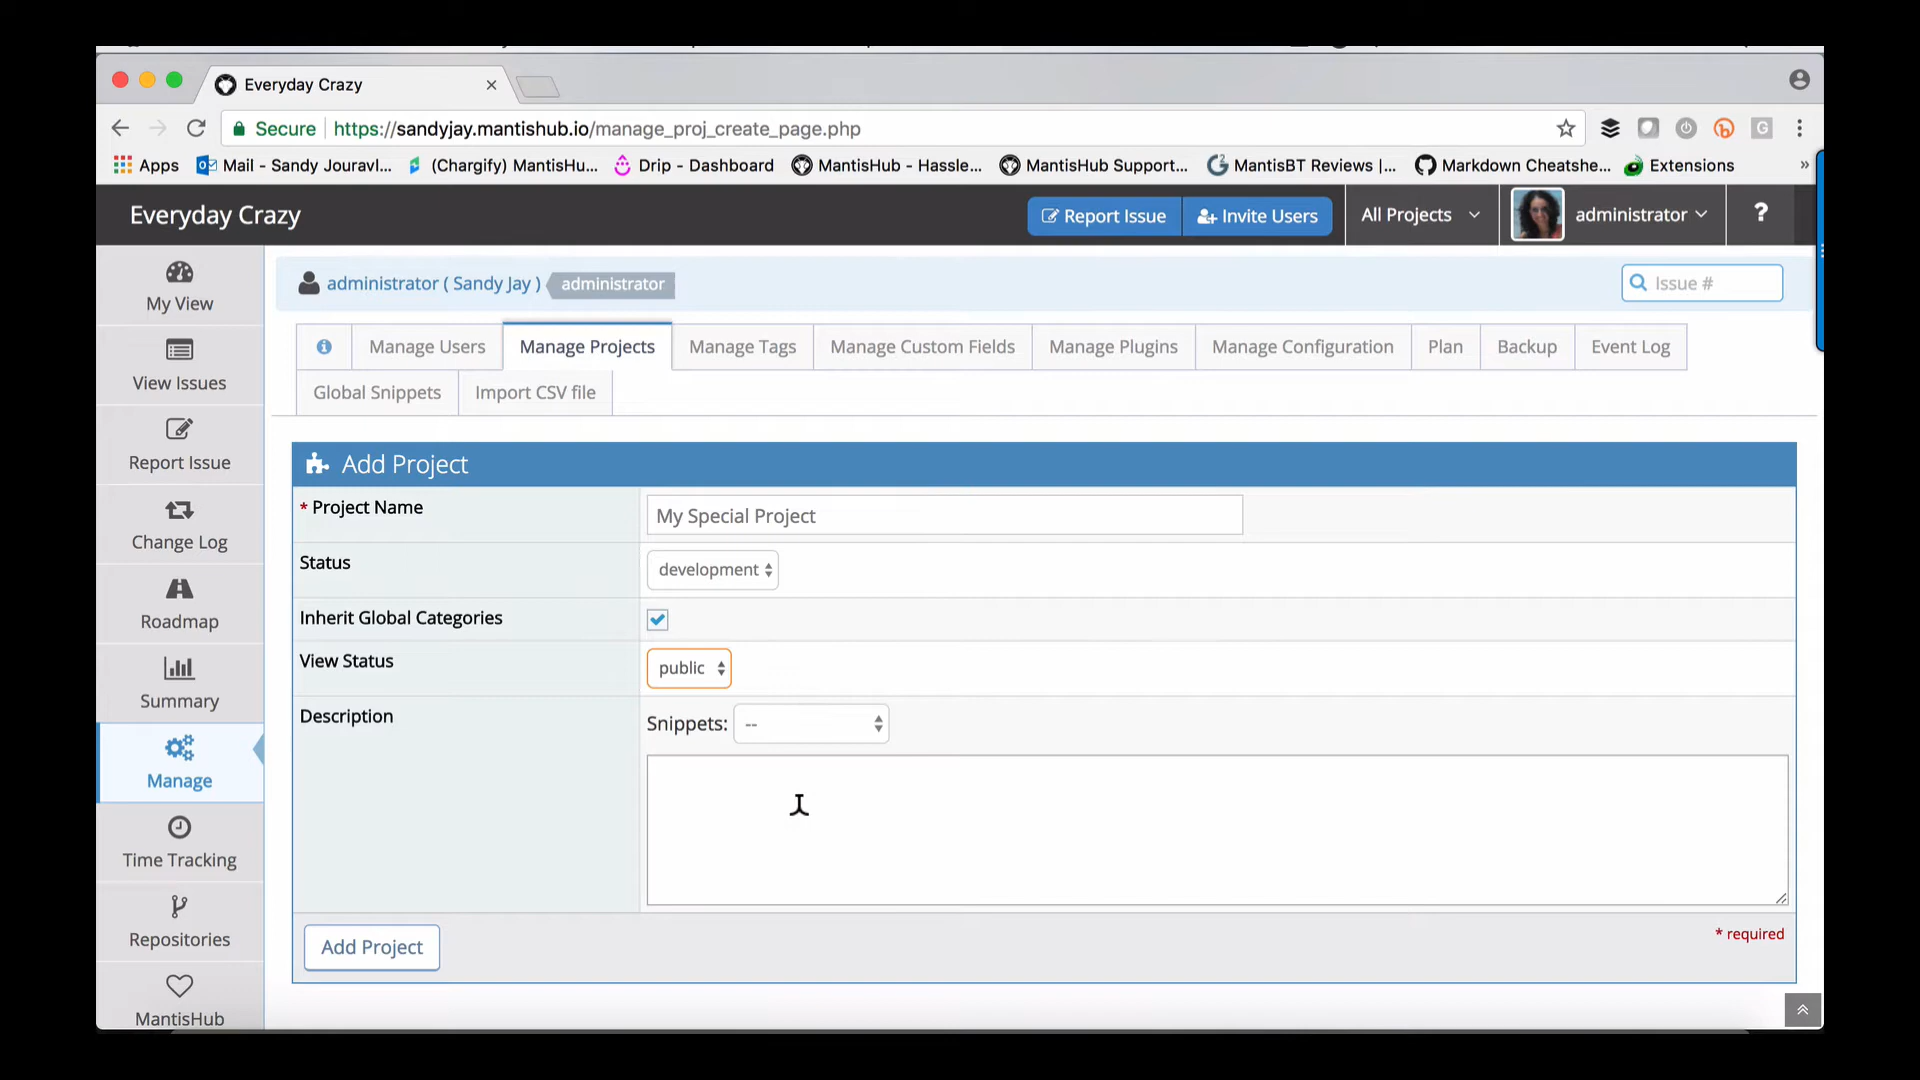 Everyday Crazy
Secure https://sandyjay.mantishub.io/manage_proj_create_page.php
Apps Mail - Sandy Jouravl... (Chargify) MantisHu... Drip - Dashboard MantisHub - Hassle... MantisHub Support... MantisBT Reviews |... Markdown Cheatshe... Extensions »
Everyday Crazy Report Issue Invite Users All Projects administrator ?
My View
View Issues
Report Issue
Change Log
Roadmap
Summary
Manage
Time Tracking
Repositories
MantisHub
administrator ( Sandy Jay ) administrator Issue #
Manage Users Manage Projects Manage Tags Manage Custom Fields Manage Plugins Manage Configuration Plan Backup Event Log
Global Snippets Import CSV file
Add Project
* Project Name My Special Project
Status development
Inherit Global Categories
View Status public
Description Snippets: --
Add Project * required